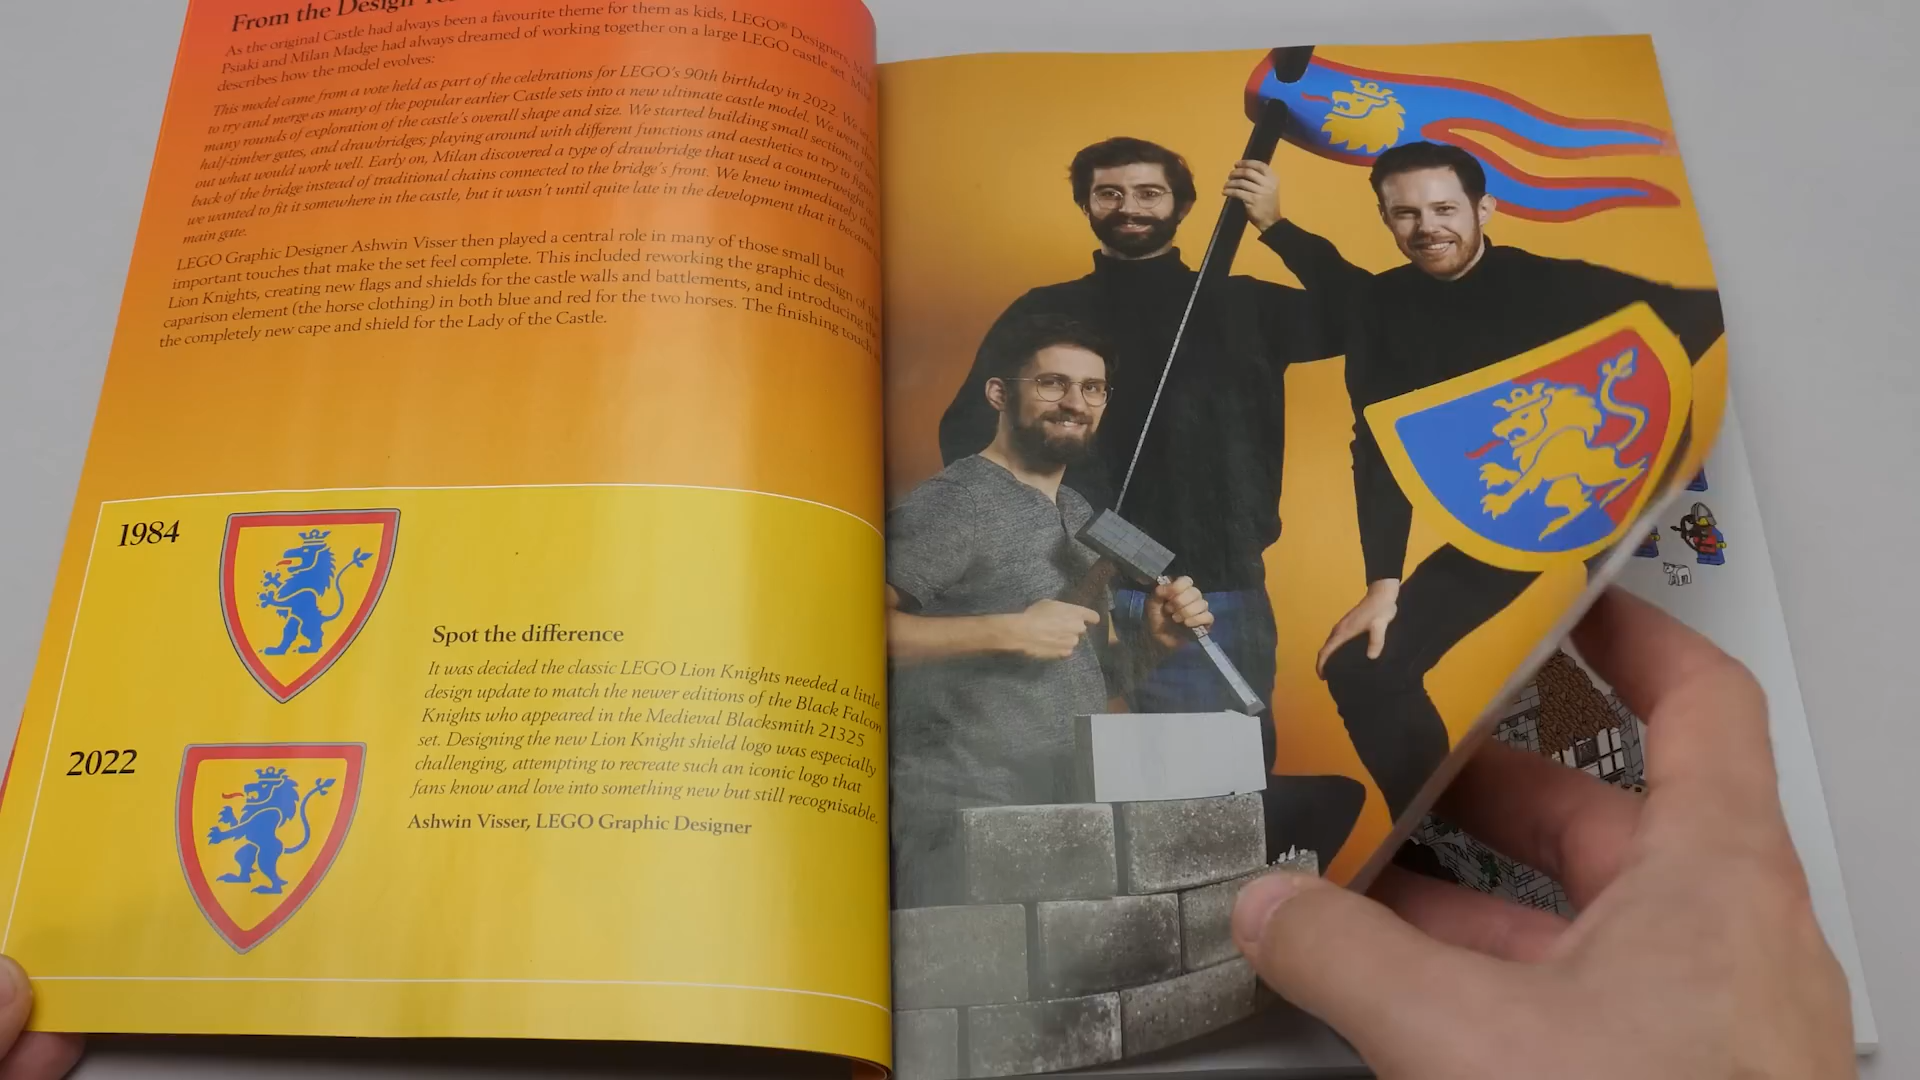 From the Design
As the original Castle had always been a favourite theme for them as kids, LEGO® Designers,
Psiaki and Milan Madge had always dreamed of working together on a large LEGO castle set.
describes how the model evolves:
This model came from a vote held as part of the celebrations for LEGO's 90th birthday in 2022. We
to try and merge as many of the popular earlier Castle sets into a new ultimate castle model. We went
many rounds of exploration of the castle's overall shape and size. We started building small sections of
half-timber gates, and drawbridges; playing around with different functions and aesthetics to try to figure
out what would work well. Early on, Milan discovered a type of drawbridge that used a counterweight
back of the bridge instead of traditional chains connected to the bridge's front. We knew immediately that
we wanted to fit it somewhere in the castle, but it wasn't until quite late in the development that it became
main gate.
LEGO Graphic Designer Ashwin Visser then played a central role in many of those small but
important touches that make the set feel complete. This included reworking the graphic design of the
Lion Knights, creating new flags and shields for the castle walls and battlements, and introducing the
caparison element (the horse clothing) in both blue and red for the two horses. The finishing touch
the completely new cape and shield for the Lady of the Castle.
1984
Spot the difference
It was decided the classic LEGO Lion Knights needed a little
design update to match the newer editions of the Black Falcon
Knights who appeared in the Medieval Blacksmith 21325
set. Designing the new Lion Knight shield logo was especially
challenging, attempting to recreate such an iconic logo that
fans know and love into something new but still recognisable.
2022
Ashwin Visser, LEGO Graphic Designer